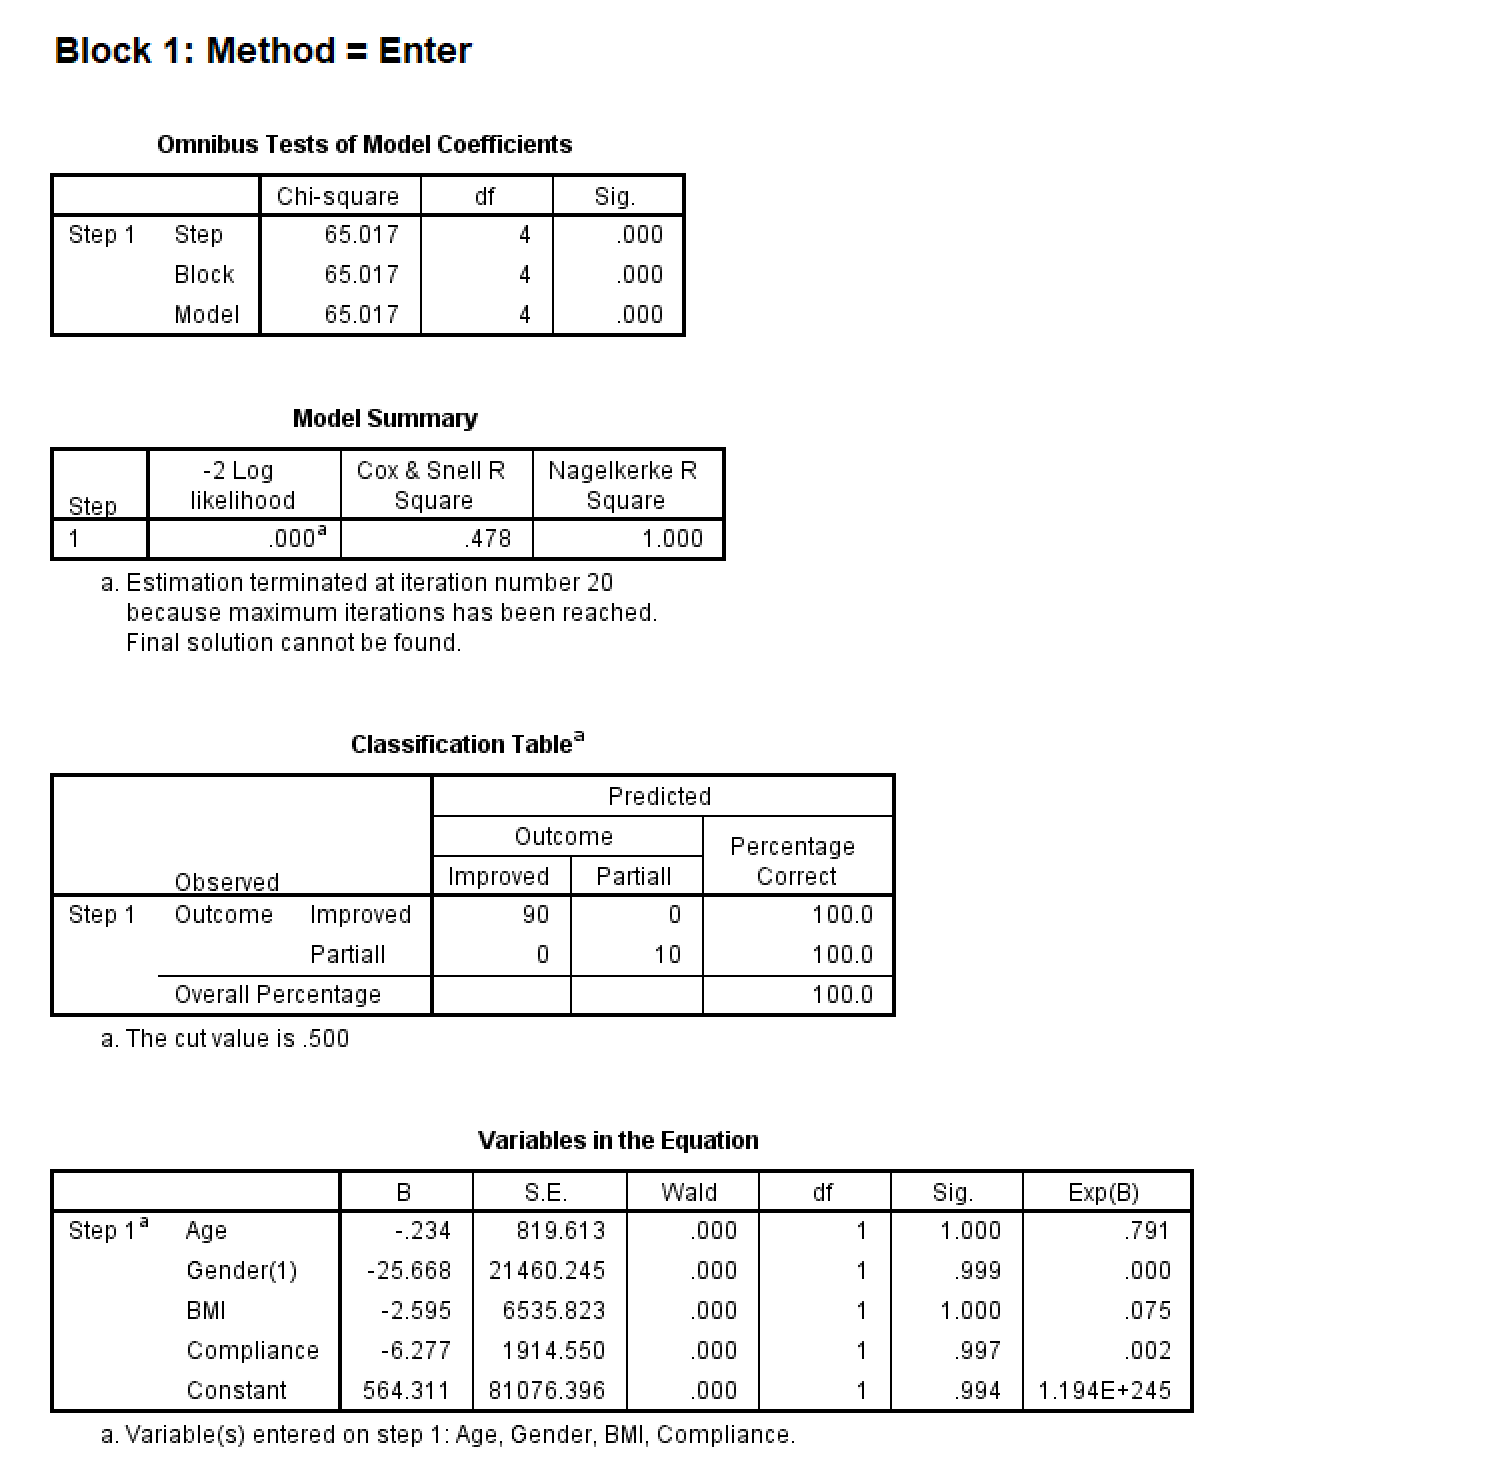 Block 1: Method = Enter
Omnibus Tests of Model Coefficients
Chi-square df Sig.
Step 1 Step 65.017 4 .000
Block 65.017 4 .000
Model 65.017 4 .000
Model Summary
Step -2 Log likelihood Cox & Snell R Square Nagelkerke R Square
1 .000a .478 1.000
a. Estimation terminated at iteration number 20
because maximum iterations has been reached.
Final solution cannot be found.
Classification Tablea
Predicted
Outcome Percentage Correct
Observed Improved Partiall
Step 1 Outcome Improved 90 0 100.0
Partiall 0 10 100.0
Overall Percentage 100.0
a. The cut value is .500
Variables in the Equation
B S.E. Wald df Sig. Exp(B)
Step 1a Age -.234 819.613 .000 1 1.000 .791
Gender(1) -25.668 21460.245 .000 1 .999 .000
BMI -2.595 6535.823 .000 1 1.000 .075
Compliance -6.277 1914.550 .000 1 .997 .002
Constant 564.311 81076.396 .000 1 .994 1.194E+245
a. Variable(s) entered on step 1: Age, Gender, BMI, Compliance.